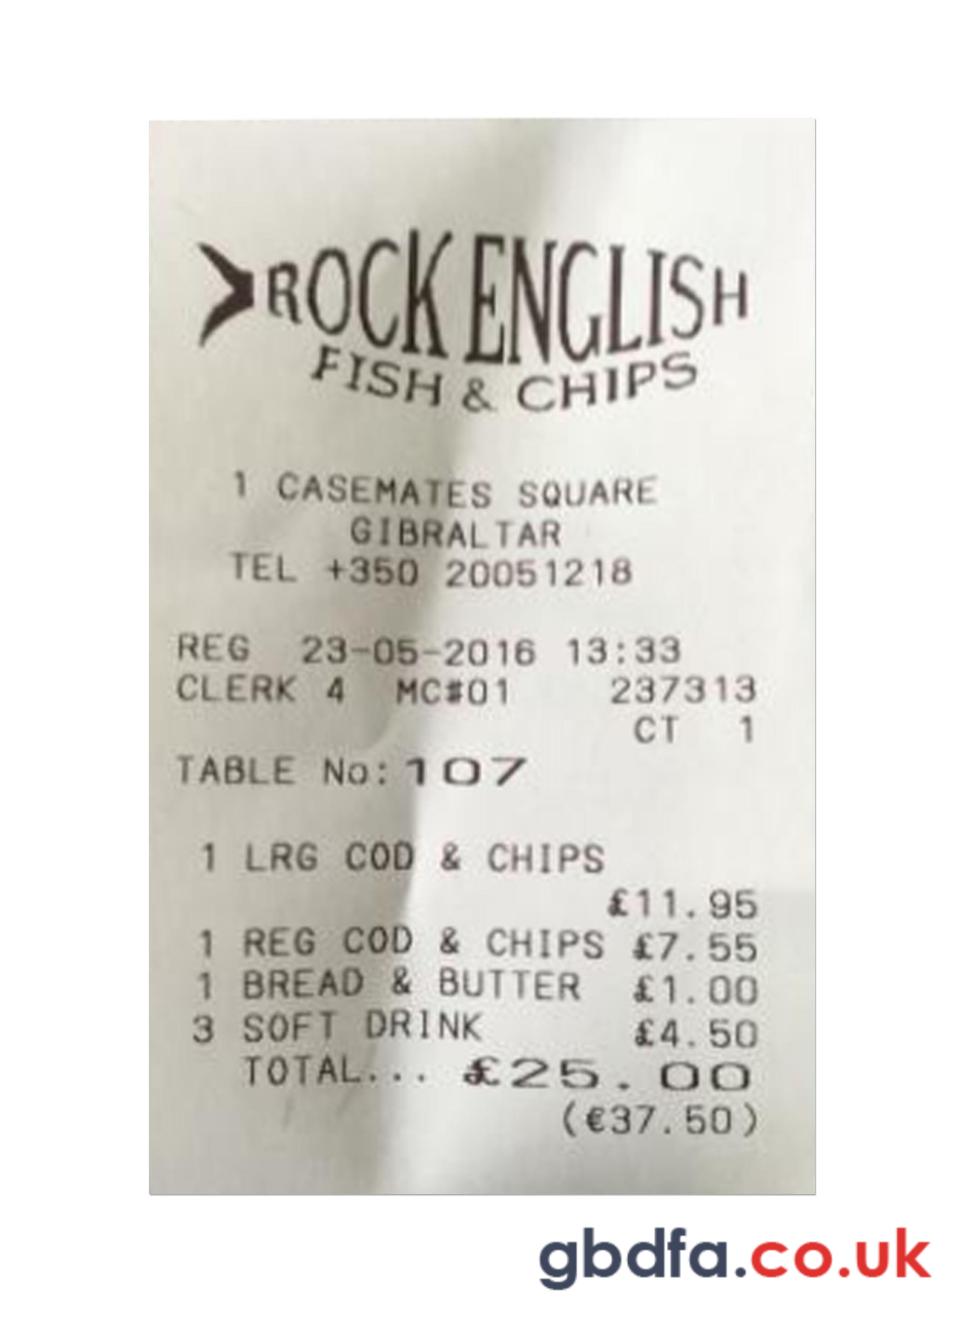 ROCK ENGLISH
FISH & CHIPS
1 CASEMATES SQUARE
GIBRALTAR
TEL +350 20051218
REG 23-05-2016 13:33
CLERK 4 MC#01 237313
CT 1
TABLE No: 107
1 LRG COD & CHIPS
£11.95
1 REG COD & CHIPS £7.55
1 BREAD & BUTTER £1.00
3 SOFT DRINK £4.50
TOTAL... £25.00
(€37.50)
gbdfa.co.uk